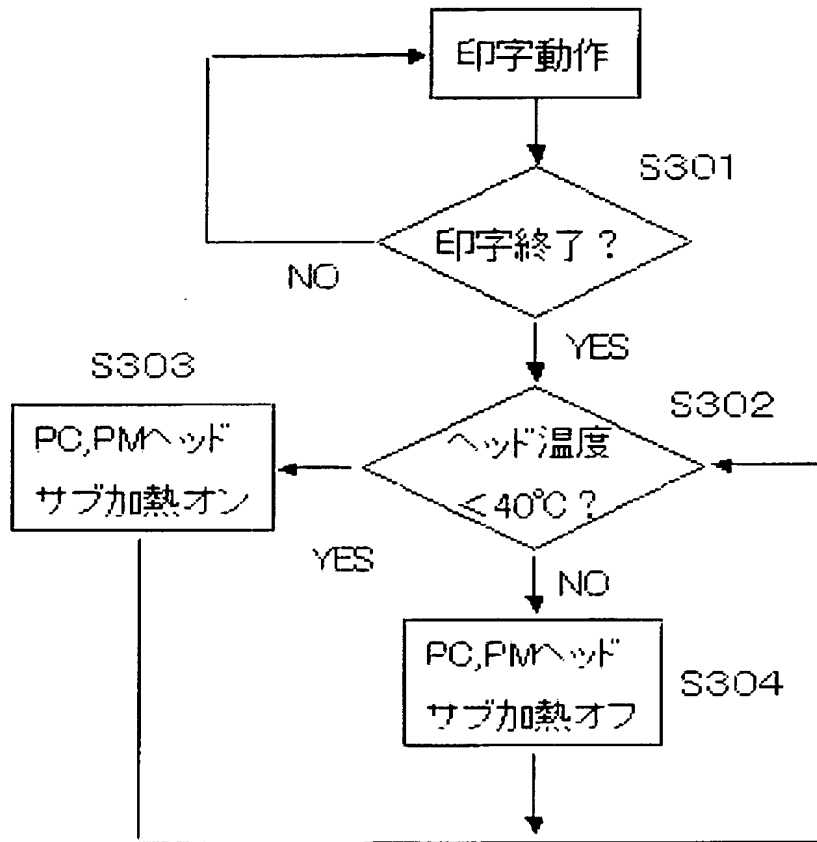 印字動作
S301
印字終了？
NO
YES
S303
S302
PC,PMヘッド
サブ加熱オン
ヘッド温度
＜40℃？
YES
NO
PC,PMヘッド
サブ加熱オフ
S304